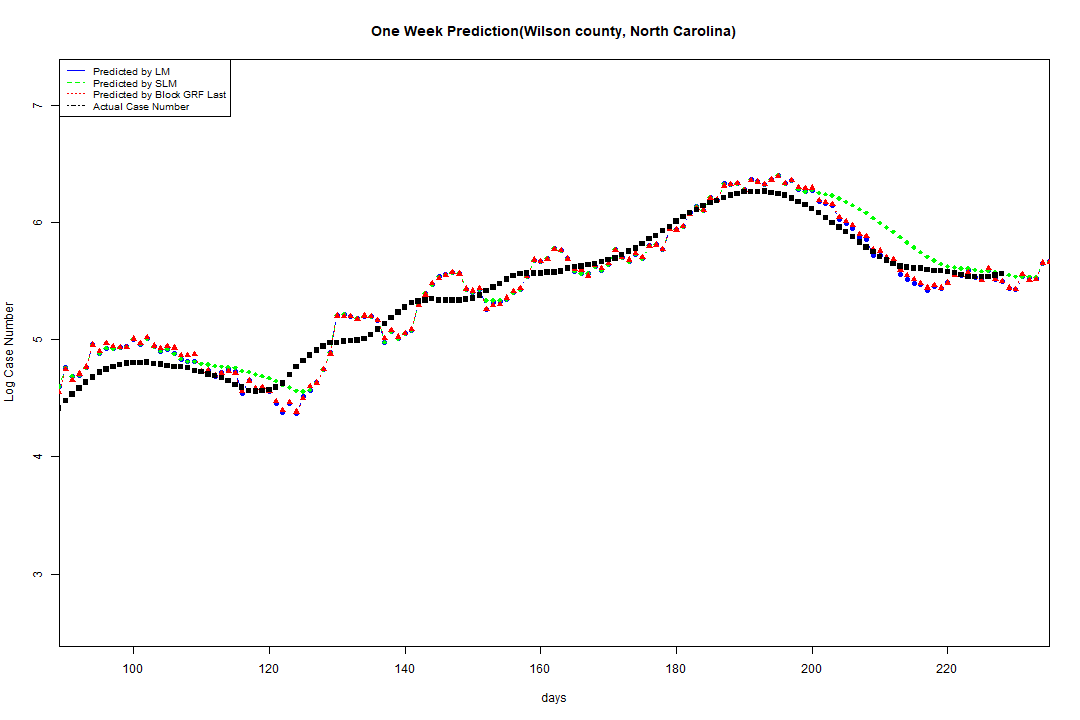 One Week Prediction(Wilson county, North Carolina)
Predicted by LM
Predicted by SLM
Predicted by Block GRF Last
Actual Case Number
7
6
5
4
3
Log Case Number
100 120 140 160 180 200 220
days